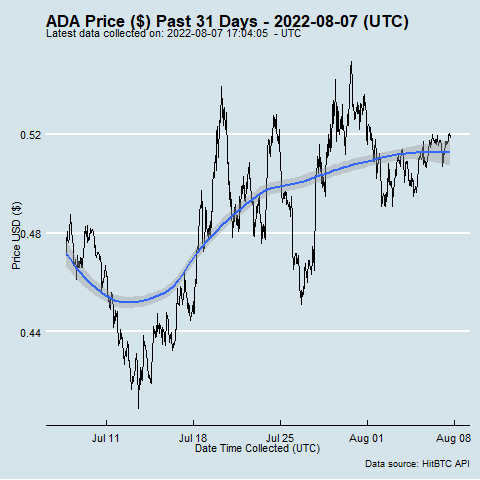 ADA Price ($) Past 31 Days - 2022-08-07 (UTC)
Latest data collected on: 2022-08-07 17:04:05  - UTC
0.52
0.48
0.44
Price USD ($)
Jul 11 Jul 18 Jul 25 Aug 01 Aug 08
Date Time Collected (UTC)
Data source: HitBTC API